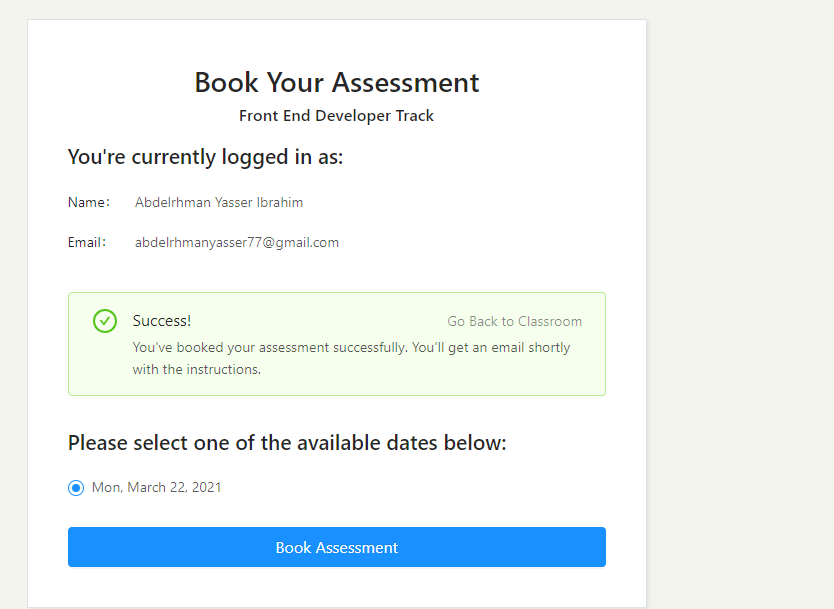 Book Your Assessment
Front End Developer Track
You're currently logged in as:
Name: Abdelrhman Yasser Ibrahim
Email: abdelrhmanyasser77@gmail.com
Success! Go Back to Classroom
You've booked your assessment successfully. You'll get an email shortly
with the instructions.
Please select one of the available dates below:
Mon, March 22, 2021
Book Assessment